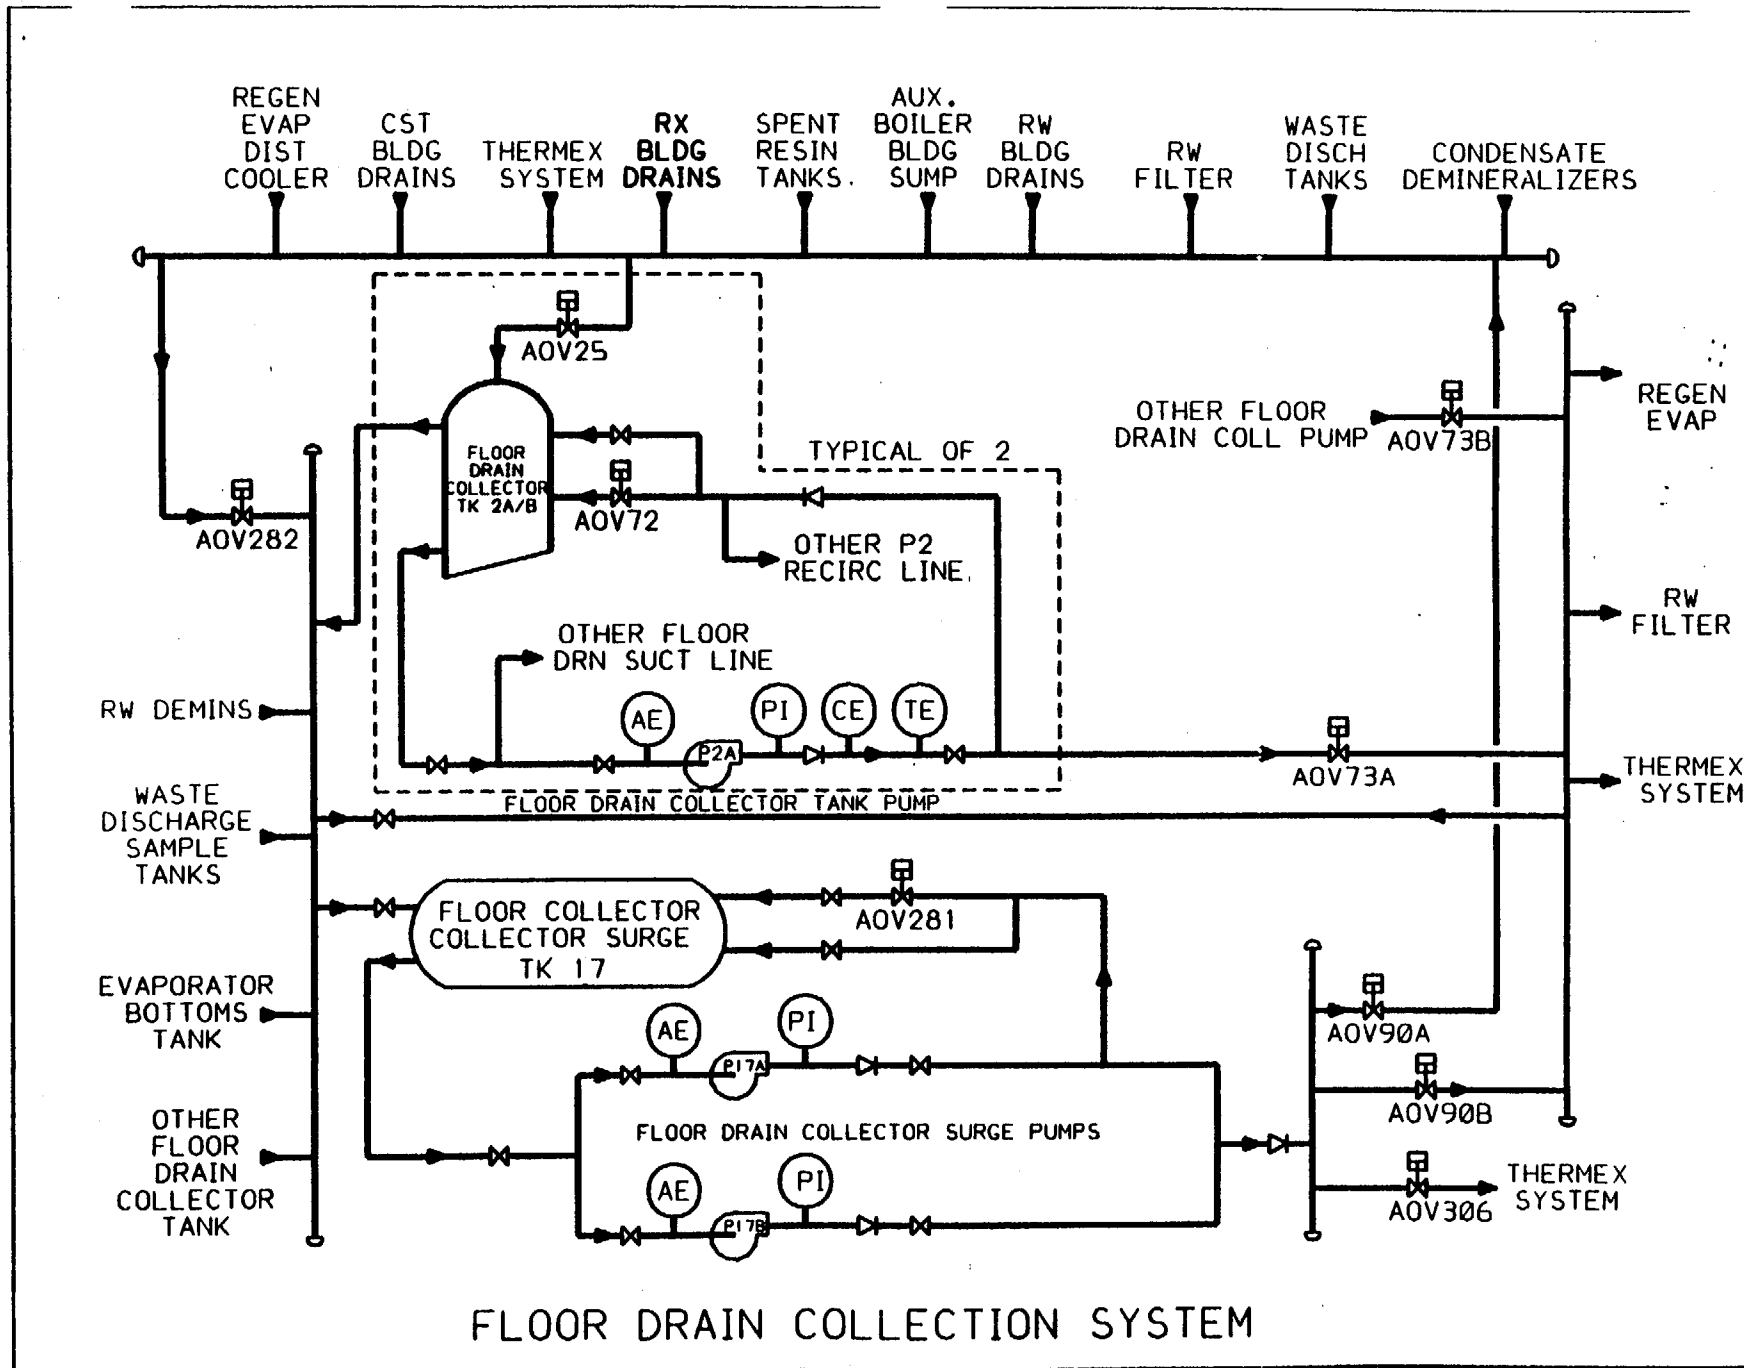 REGEN
EVAP
DIST
COOLER
CST
BLDG
DRAINS
THERMEX
SYSTEM
RX
BLDG
DRAINS
SPENT
RESIN
TANKS.
AUX.
BOILER
BLDG
SUMP
RW
BLDG
DRAINS
RW
FILTER
WASTE
DISCH
TANKS
CONDENSATE
DEMINERALIZERS
AOV25
REGEN
EVAP
OTHER FLOOR
DRAIN COLL PUMP
AOV73B
TYPICAL OF 2
FLOOR
DRAIN
COLLECTOR
TK 2A/B
AOV72
AOV282
OTHER P2
RECIRC LINE
RW
FILTER
OTHER FLOOR
DRN SUCT LINE
RW DEMINS
AE
PI
CE
TE
P2A
AOV73A
THERMEX
SYSTEM
FLOOR DRAIN COLLECTOR TANK PUMP
WASTE
DISCHARGE
SAMPLE
TANKS
AOV281
FLOOR COLLECTOR
COLLECTOR SURGE
TK 17
EVAPORATOR
BOTTOMS
TANK
AE
PI
P17A
AOV90A
AOV90B
OTHER
FLOOR
DRAIN
COLLECTOR
TANK
FLOOR DRAIN COLLECTOR SURGE PUMPS
AE
PI
P17B
AOV306
THERMEX
SYSTEM
FLOOR DRAIN COLLECTION SYSTEM